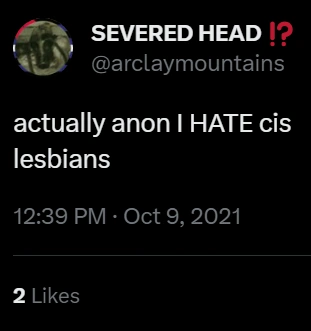 SEVERED HEAD ⁉️
@arclaymountains
actually anon I HATE cis
lesbians
12:39 PM · Oct 9, 2021
2 Likes